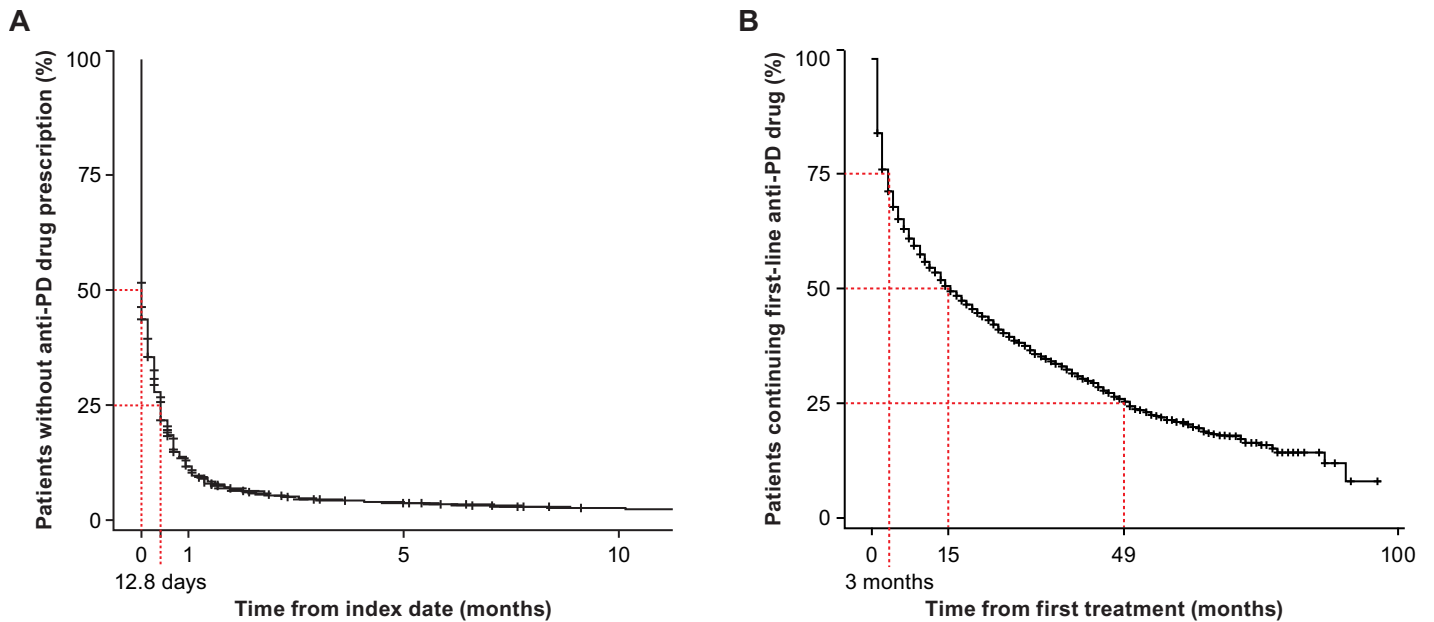 A
Patients without anti-PD drug prescription (%)
100
75
50
25
0
0 1 5 10
12.8 days
Time from index date (months)
B
Patients continuing first-line anti-PD drug (%)
100
75
50
25
0
0 15 49 100
3 months
Time from first treatment (months)